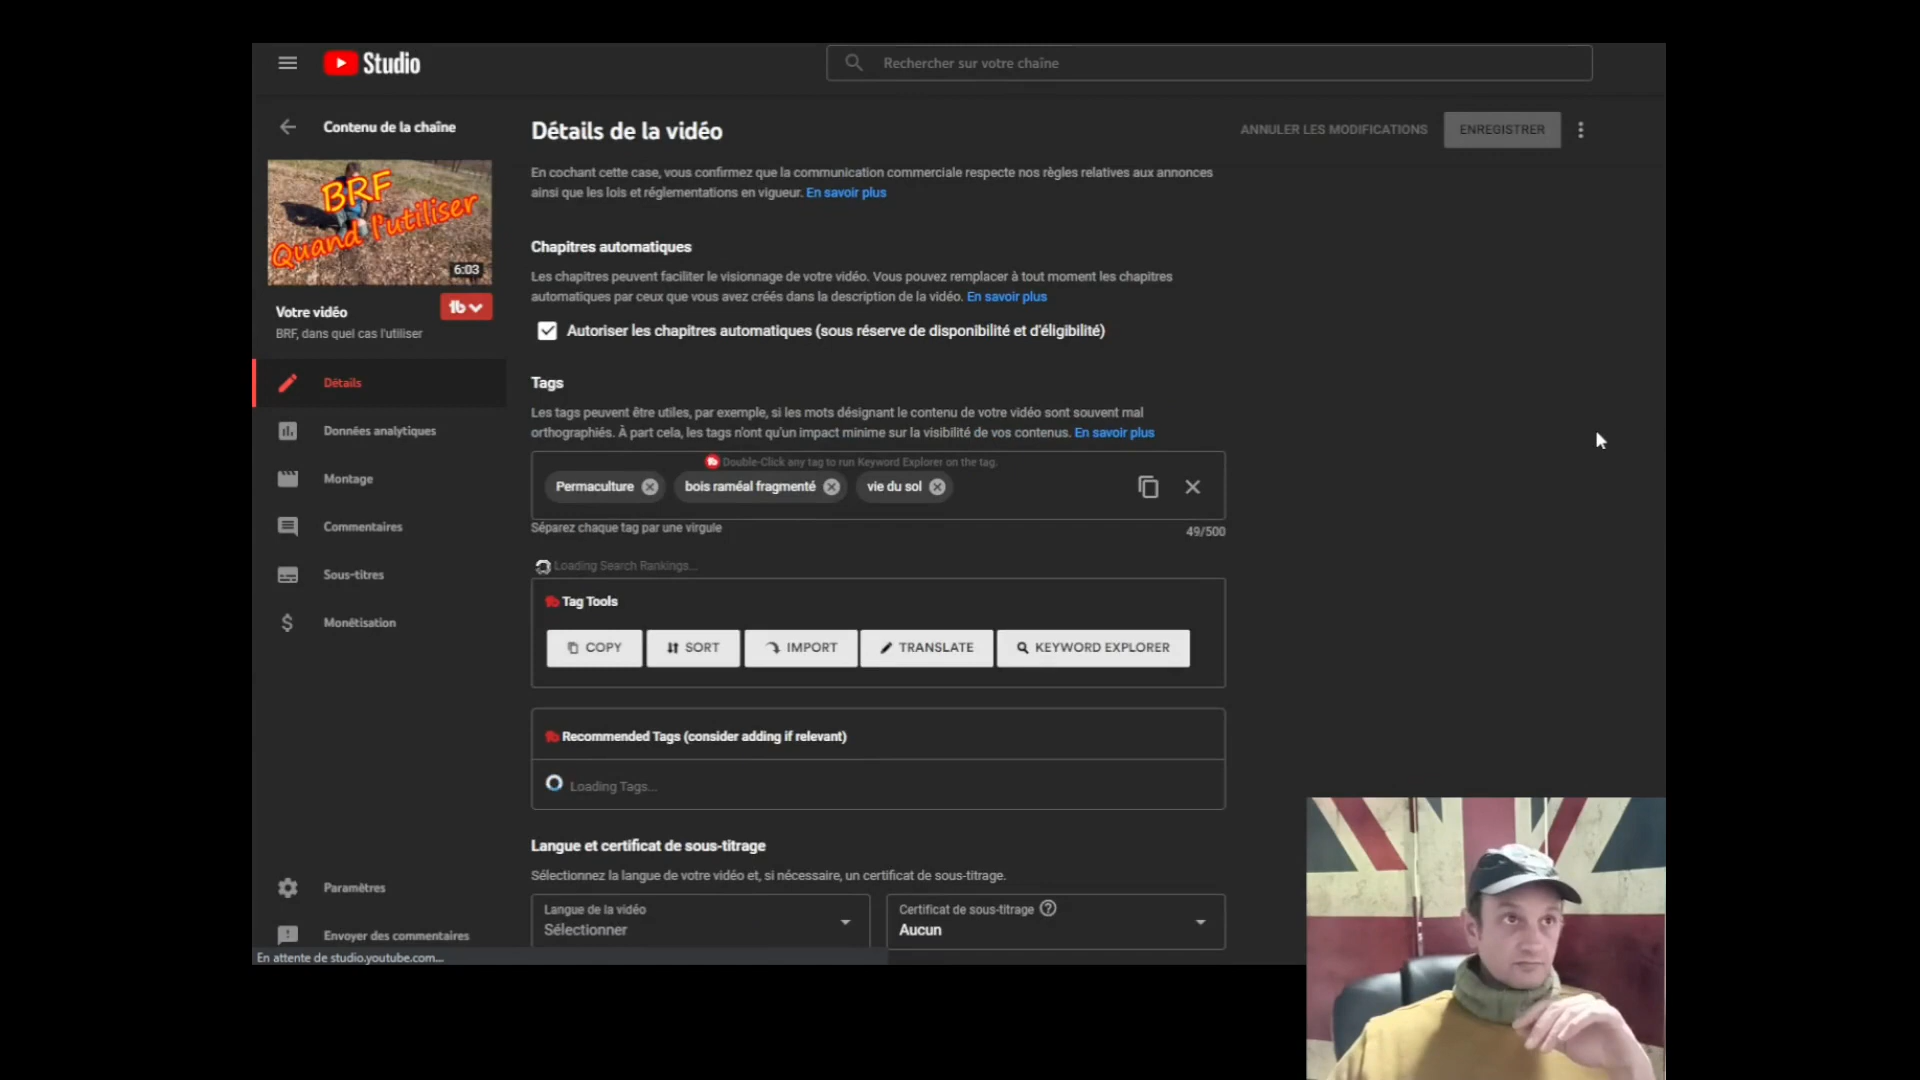 Studio
Rechercher sur votre chaîne
Contenu de la chaîne
Détails de la vidéo
ANNULER LES MODIFICATIONS
ENREGISTRER
BRF
Quand l'utiliser
6:03
Votre vidéo
BRF, dans quel cas l'utiliser
tb
Détails
Données analytiques
Montage
Commentaires
Sous-titres
Monétisation
Paramètres
Envoyer des commentaires
En attente de studio.youtube.com...
En cochant cette case, vous confirmez que la communication commerciale respecte nos règles relatives aux annonces
ainsi que les lois et réglementations en vigueur. En savoir plus
Chapitres automatiques
Les chapitres peuvent faciliter le visionnage de votre vidéo. Vous pouvez remplacer à tout moment les chapitres
automatiques par ceux que vous avez créés dans la description de la vidéo. En savoir plus
Autoriser les chapitres automatiques (sous réserve de disponibilité et d'éligibilité)
Tags
Les tags peuvent être utiles, par exemple, si les mots désignant le contenu de votre vidéo sont souvent mal
orthographiés. À part cela, les tags n'ont qu'un impact minime sur la visibilité de vos contenus. En savoir plus
Double-Click any tag to run Keyword Explorer on the tag.
Permaculture
bois raméal fragmenté
vie du sol
Séparez chaque tag par une virgule
49/500
Loading Search Rankings...
Tag Tools
COPY
SORT
IMPORT
TRANSLATE
KEYWORD EXPLORER
Recommended Tags (consider adding if relevant)
Loading Tags...
Langue et certificat de sous-titrage
Sélectionnez la langue de votre vidéo et, si nécessaire, un certificat de sous-titrage.
Langue de la vidéo
Sélectionner
Certificat de sous-titrage
Aucun